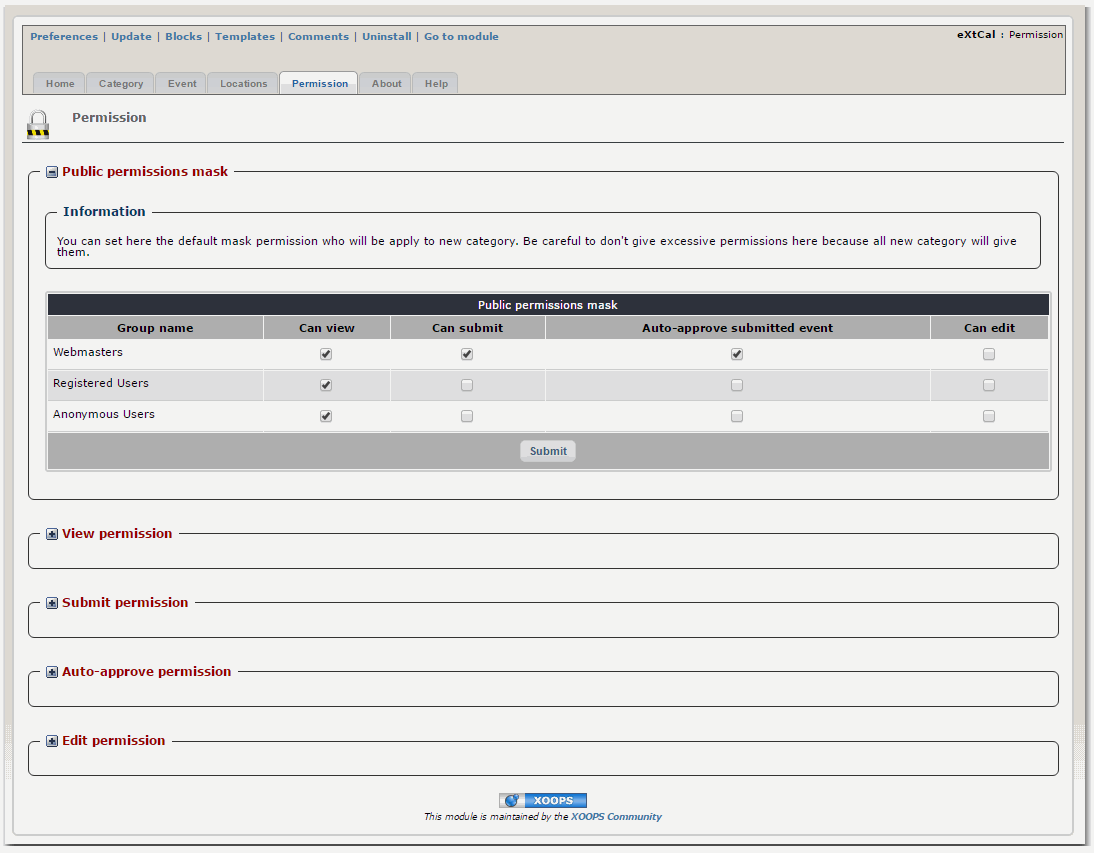 Preferences | Update | Blocks | Templates | Comments | Uninstall | Go to module
eXtCal : Permission
Home Category Event Locations Permission About Help
Permission
Public permissions mask
Information
You can set here the default mask permission who will be apply to new category. Be careful to don't give excessive permissions here because all new category will give
them.
Public permissions mask
Group name Can view Can submit Auto-approve submitted event Can edit
Webmasters
Registered Users
Anonymous Users
Submit
View permission
Submit permission
Auto-approve permission
Edit permission
XOOPS
This module is maintained by the XOOPS Community